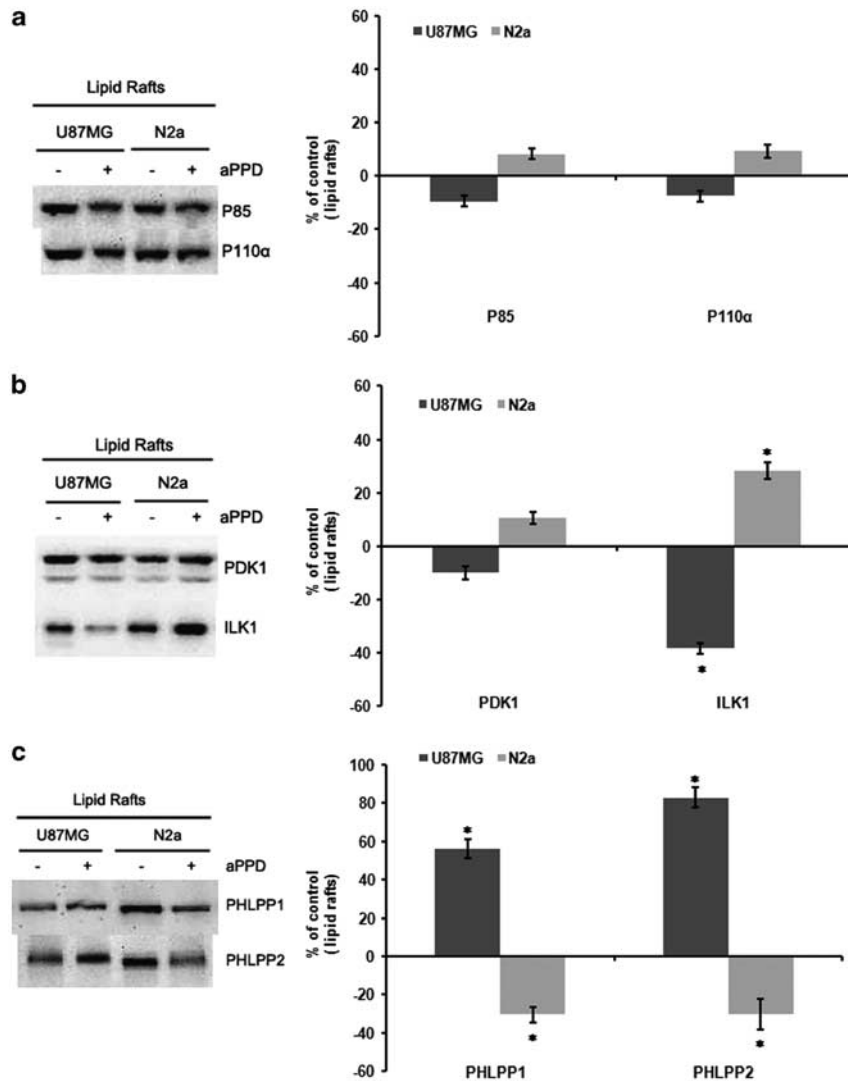 a
Lipid Rafts
U87MG N2a
- + - + aPPD
P85
P110α
U87MG N2a
% of control
(lipid rafts)
60
40
20
0
-20
-40
-60
P85 P110α
b
Lipid Rafts
U87MG N2a
- + - + aPPD
PDK1
ILK1
U87MG N2a
% of control
(lipid rafts)
60
40
20
0
-20
-40
-60
*
*
PDK1 ILK1
c
Lipid Rafts
U87MG N2a
- + - + aPPD
PHLPP1
PHLPP2
U87MG N2a
% of control
(lipid rafts)
100
80
60
40
20
0
-20
-40
-60
* *
* *
PHLPP1 PHLPP2